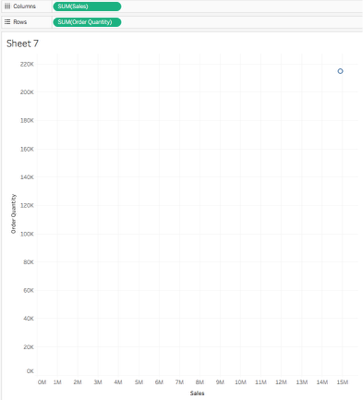 Columns SUM(Sales)
Rows SUM(Order Quantity)
Sheet 7
220K
200K
180K
160K
140K
120K
100K
80K
60K
40K
20K
0K
Order Quantity
0M 1M 2M 3M 4M 5M 6M 7M 8M 9M 10M 11M 12M 13M 14M 15M
Sales